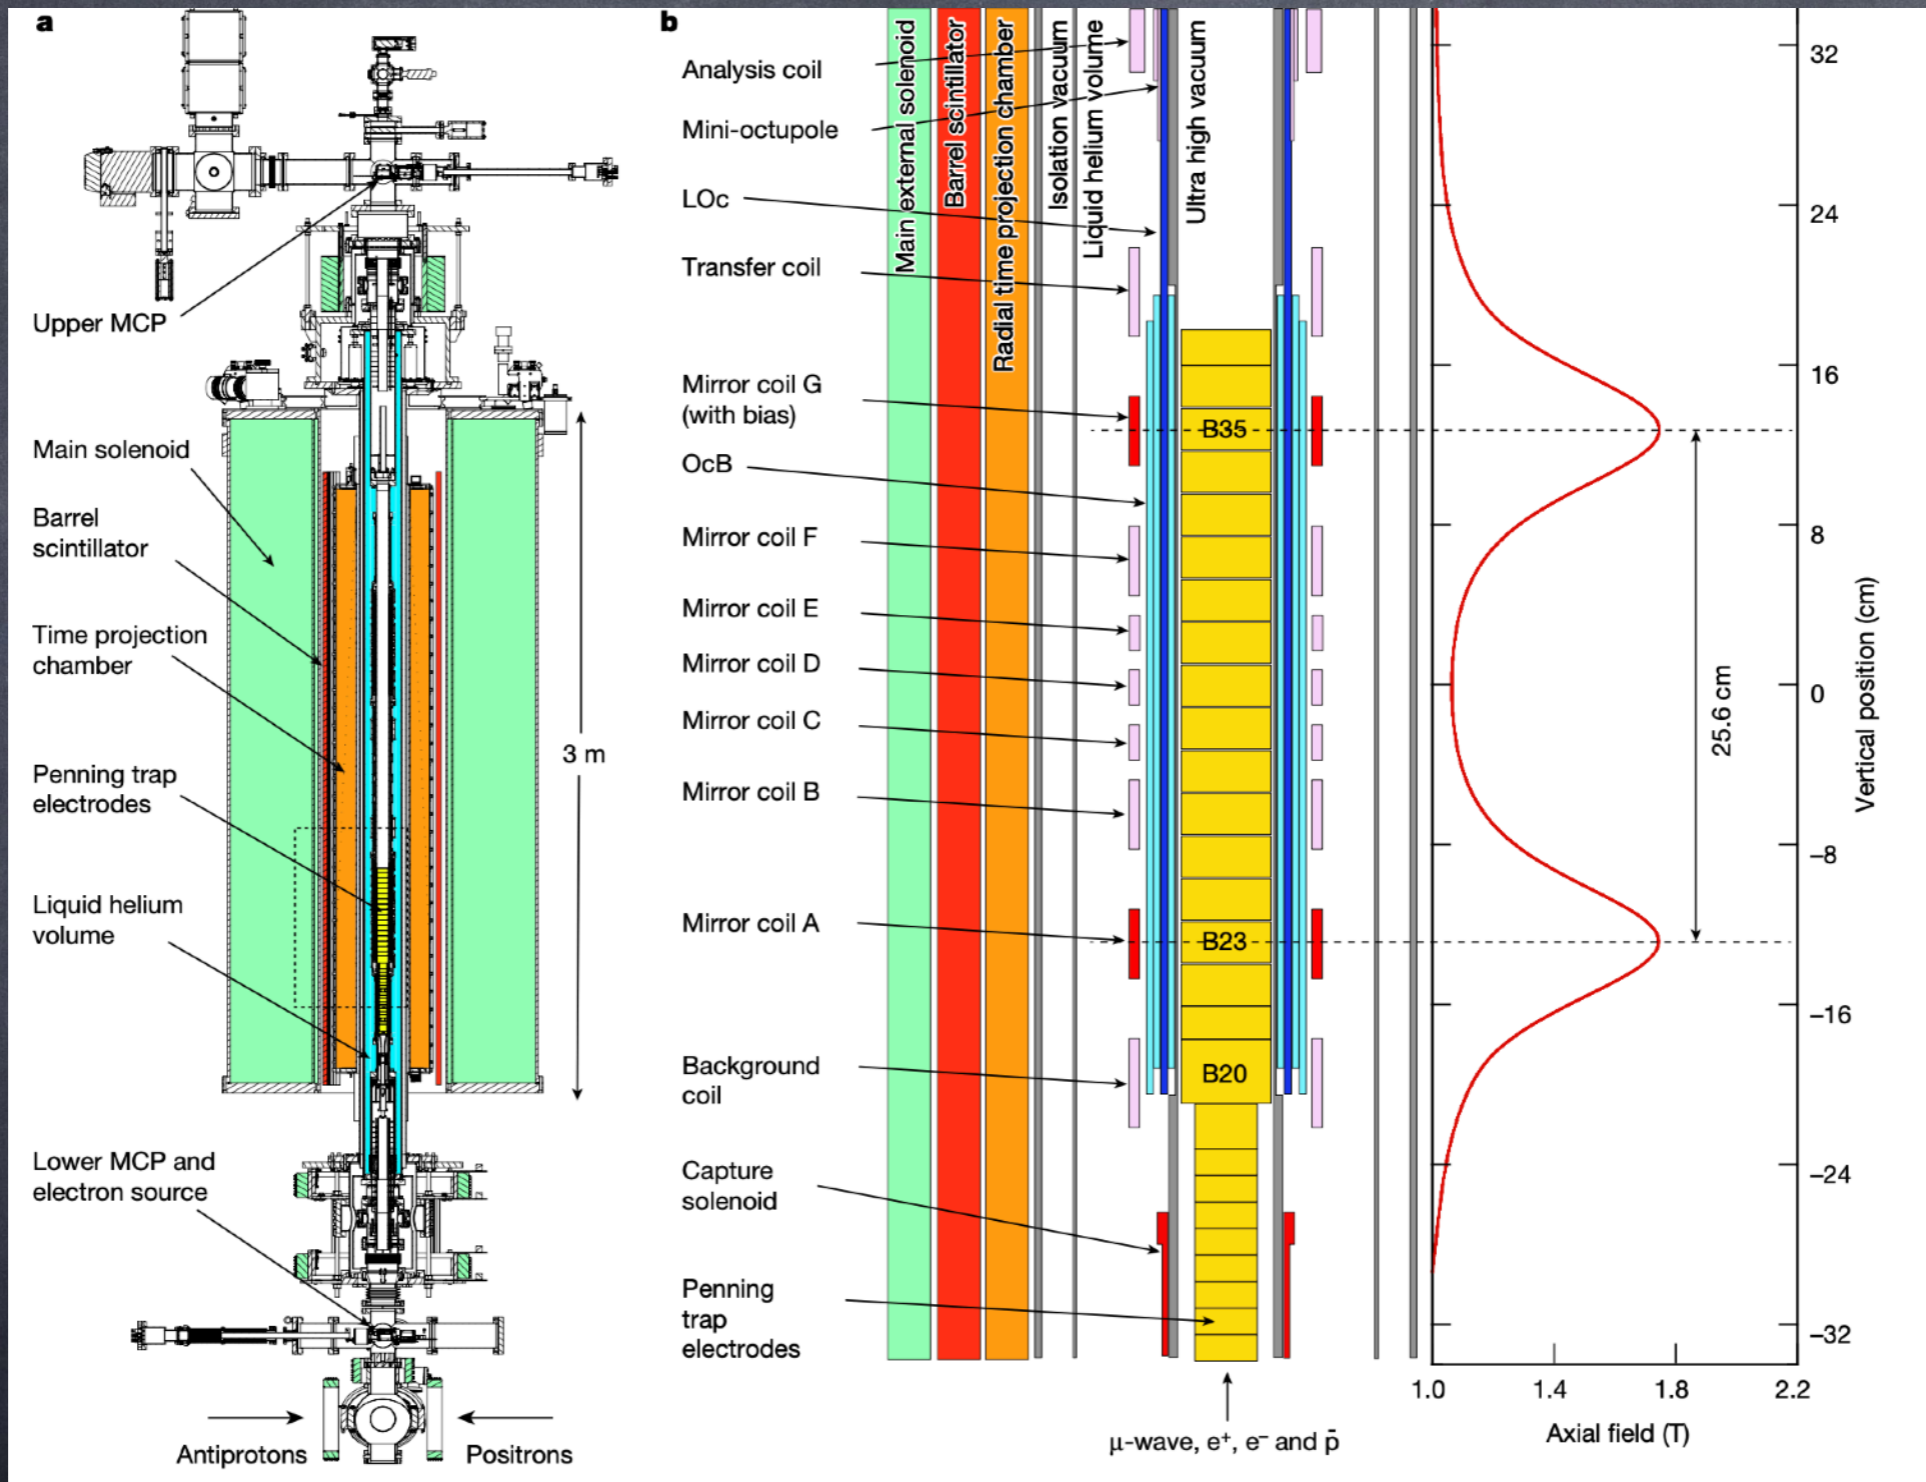 a
Upper MCP
Main solenoid
Barrel
scintillator
Time projection
chamber
Penning trap
electrodes
Liquid helium
volume
Lower MCP and
electron source
3 m
Antiprotons
Positrons
b
Analysis coil
Mini-octupole
LOc
Transfer coil
Mirror coil G
(with bias)
OcB
Mirror coil F
Mirror coil E
Mirror coil D
Mirror coil C
Mirror coil B
Mirror coil A
Background
coil
Capture
solenoid
Penning
trap
electrodes
Main external solenoid
Barrel scintillator
Radial time projection chamber
Isolation vacuum
Liquid helium volume
Ultra high vacuum
B35
B23
B20
μ-wave, e⁺, e⁻ and p̄
25.6 cm
32
24
16
8
0
–8
–16
–24
–32
Vertical position (cm)
1.0
1.4
1.8
2.2
Axial field (T)